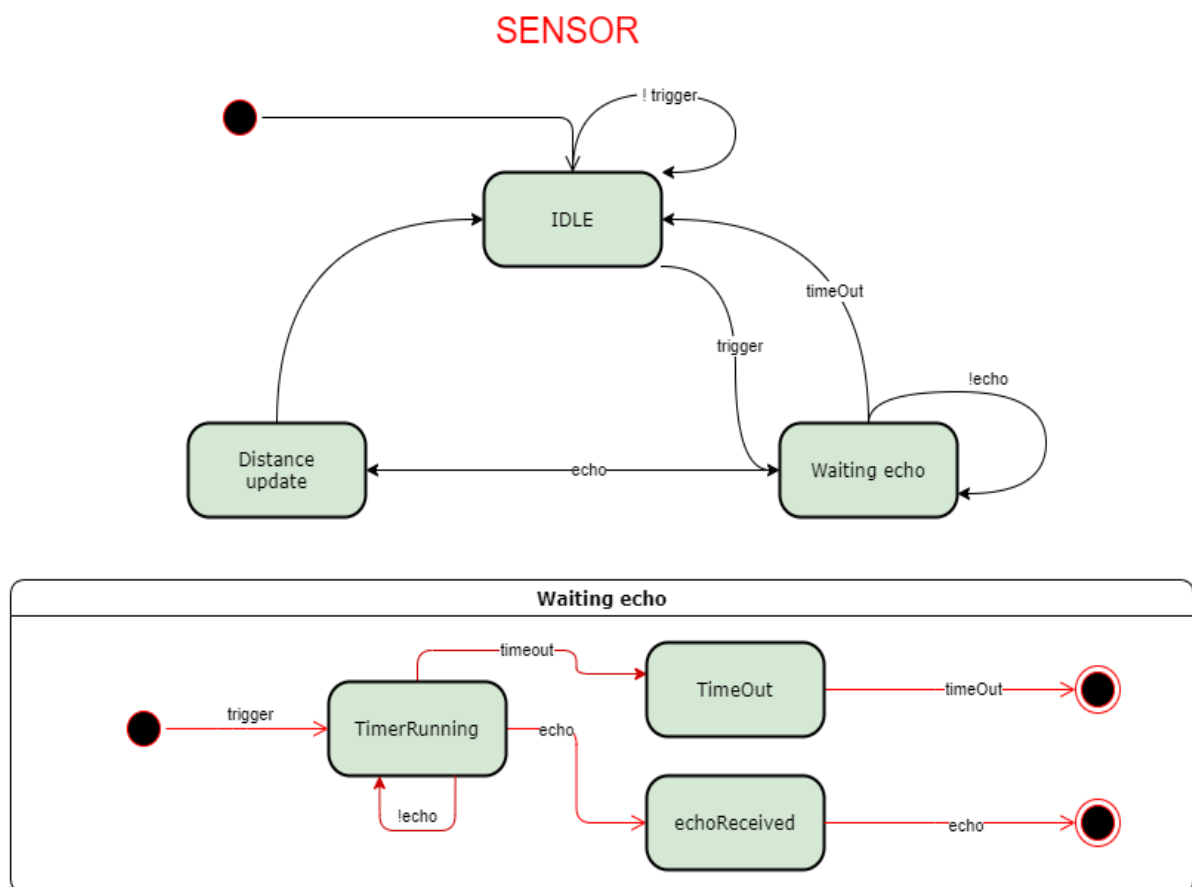 SENSOR
! trigger
IDLE
timeOut
trigger
!echo
Distance
update
echo
Waiting echo
Waiting echo
timeout
TimeOut
timeOut
trigger
TimerRunning
echo
!echo
echoReceived
echo